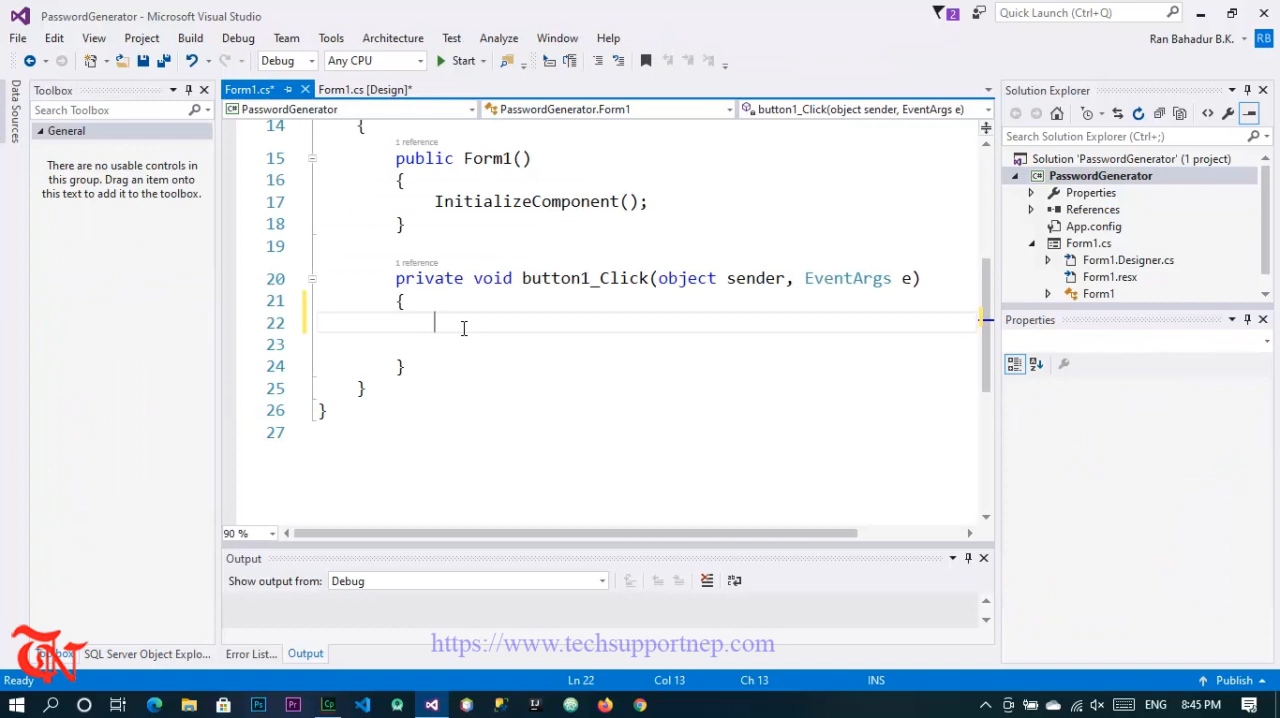 PasswordGenerator - Microsoft Visual Studio
2
Quick Launch (Ctrl+Q)
File Edit View Project Build Debug Team Tools Architecture Test Analyze Window Help
Ran Bahadur B.K.
RB
Debug
Any CPU
Start
Data Sources
Toolbox
Search Toolbox
General
There are no usable controls in
this group. Drag an item onto
this text to add it to the toolbox.
Form1.cs*
Form1.cs [Design]*
PasswordGenerator
PasswordGenerator.Form1
button1_Click(object sender, EventArgs e)
14 {
1 reference
15 public Form1()
16 {
17 InitializeComponent();
18 }
19
1 reference
20 private void button1_Click(object sender, EventArgs e)
21 {
22
23
24 }
25 }
26 }
27
90 %
Output
Show output from: Debug
Solution Explorer
Search Solution Explorer (Ctrl+;)
Solution 'PasswordGenerator' (1 project)
PasswordGenerator
Properties
References
App.config
Form1.cs
Form1.Designer.cs
Form1.resx
Form1
Properties
https://www.techsupportnep.com
TN
Toolbox
SQL Server Object Explo...
Error List...
Output
Ready
Ln 22
Col 13
Ch 13
INS
Publish
ENG
8:45 PM